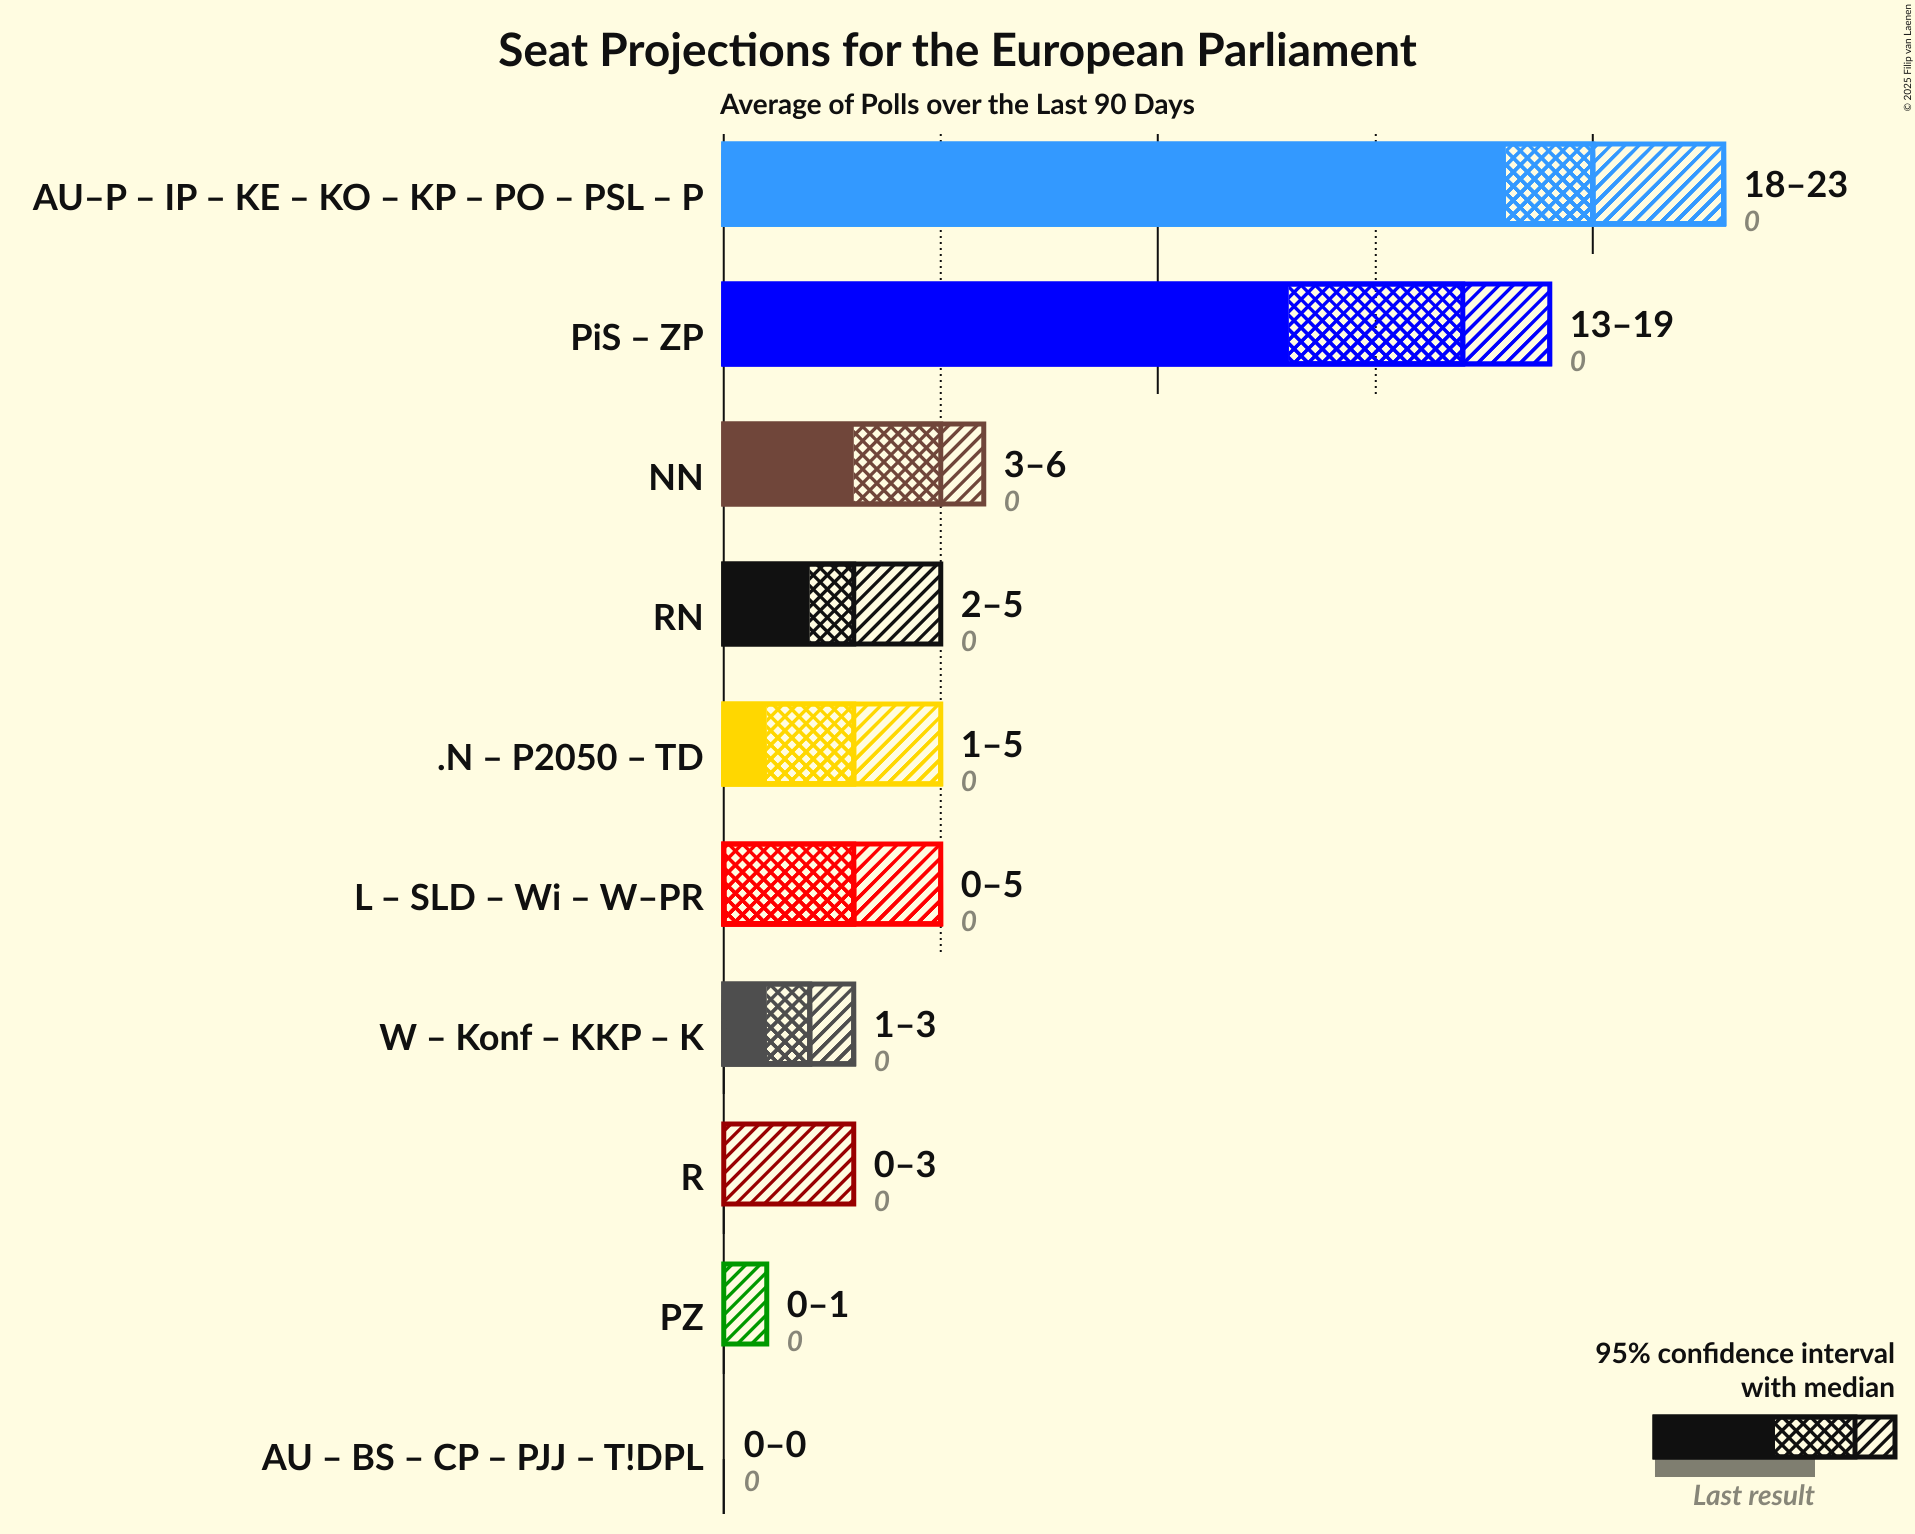 Seat Projections for the European Parliament
Average of Polls over the Last 90 Days
© 2025 Filip van Laenen
AU–P – IP – KE – KO – KP – PO – PSL – P
18–23
0
PiS – ZP
13–19
0
NN
3–6
0
RN
2–5
0
.N – P2050 – TD
1–5
0
L – SLD – Wi – W–PR
0–5
0
W – Konf – KKP – K
1–3
0
R
0–3
0
PZ
0–1
0
AU – BS – CP – PJJ – T!DPL
0–0
0
95% confidence interval
with median
Last result